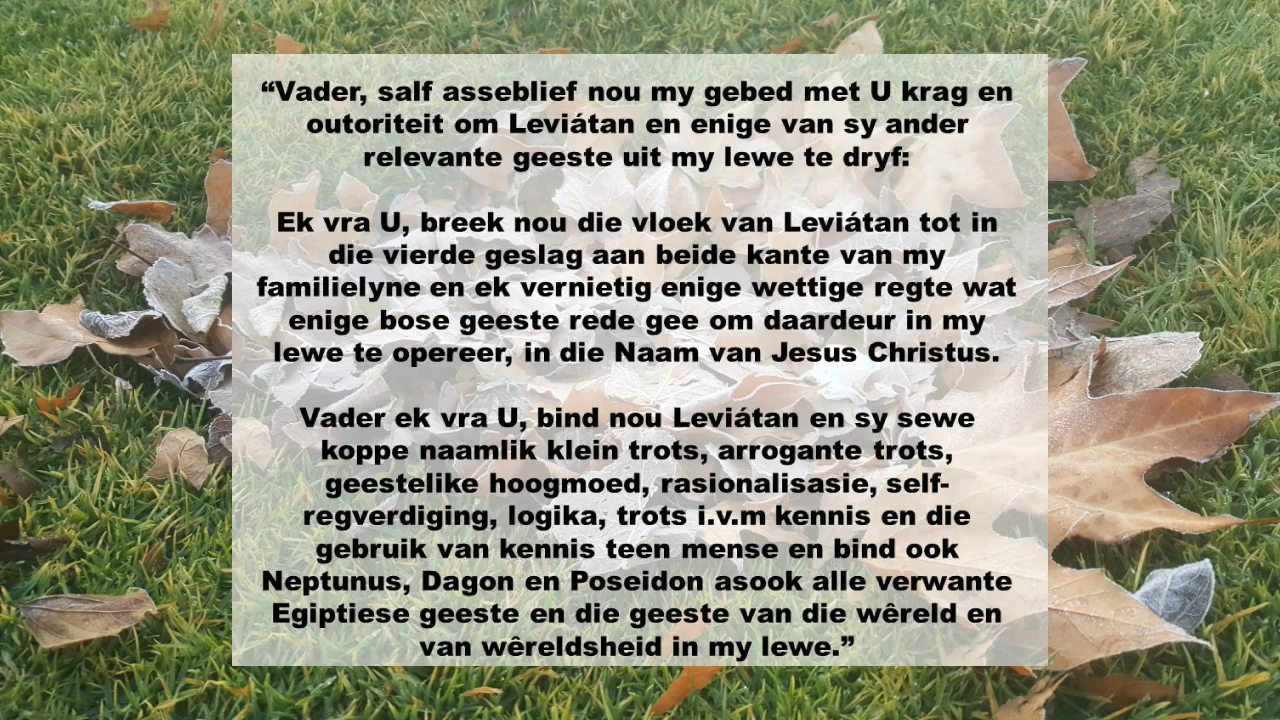 “Vader, salf asseblief nou my gebed met U krag en
outoriteit om Leviátan en enige van sy ander
relevante geeste uit my lewe te dryf:
Ek vra U, breek nou die vloek van Leviátan tot in
die vierde geslag aan beide kante van my
familielyne en ek vernietig enige wettige regte wat
enige bose geeste rede gee om daardeur in my
lewe te opereer, in die Naam van Jesus Christus.
Vader ek vra U, bind nou Leviátan en sy sewe
koppe naamlik klein trots, arrogante trots,
geestelike hoogmoed, rasionalisasie, self-
regverdiging, logika, trots i.v.m kennis en die
gebruik van kennis teen mense en bind ook
Neptunus, Dagon en Poseidon asook alle verwante
Egiptiese geeste en die geeste van die wêreld en
van wêreldsheid in my lewe.”